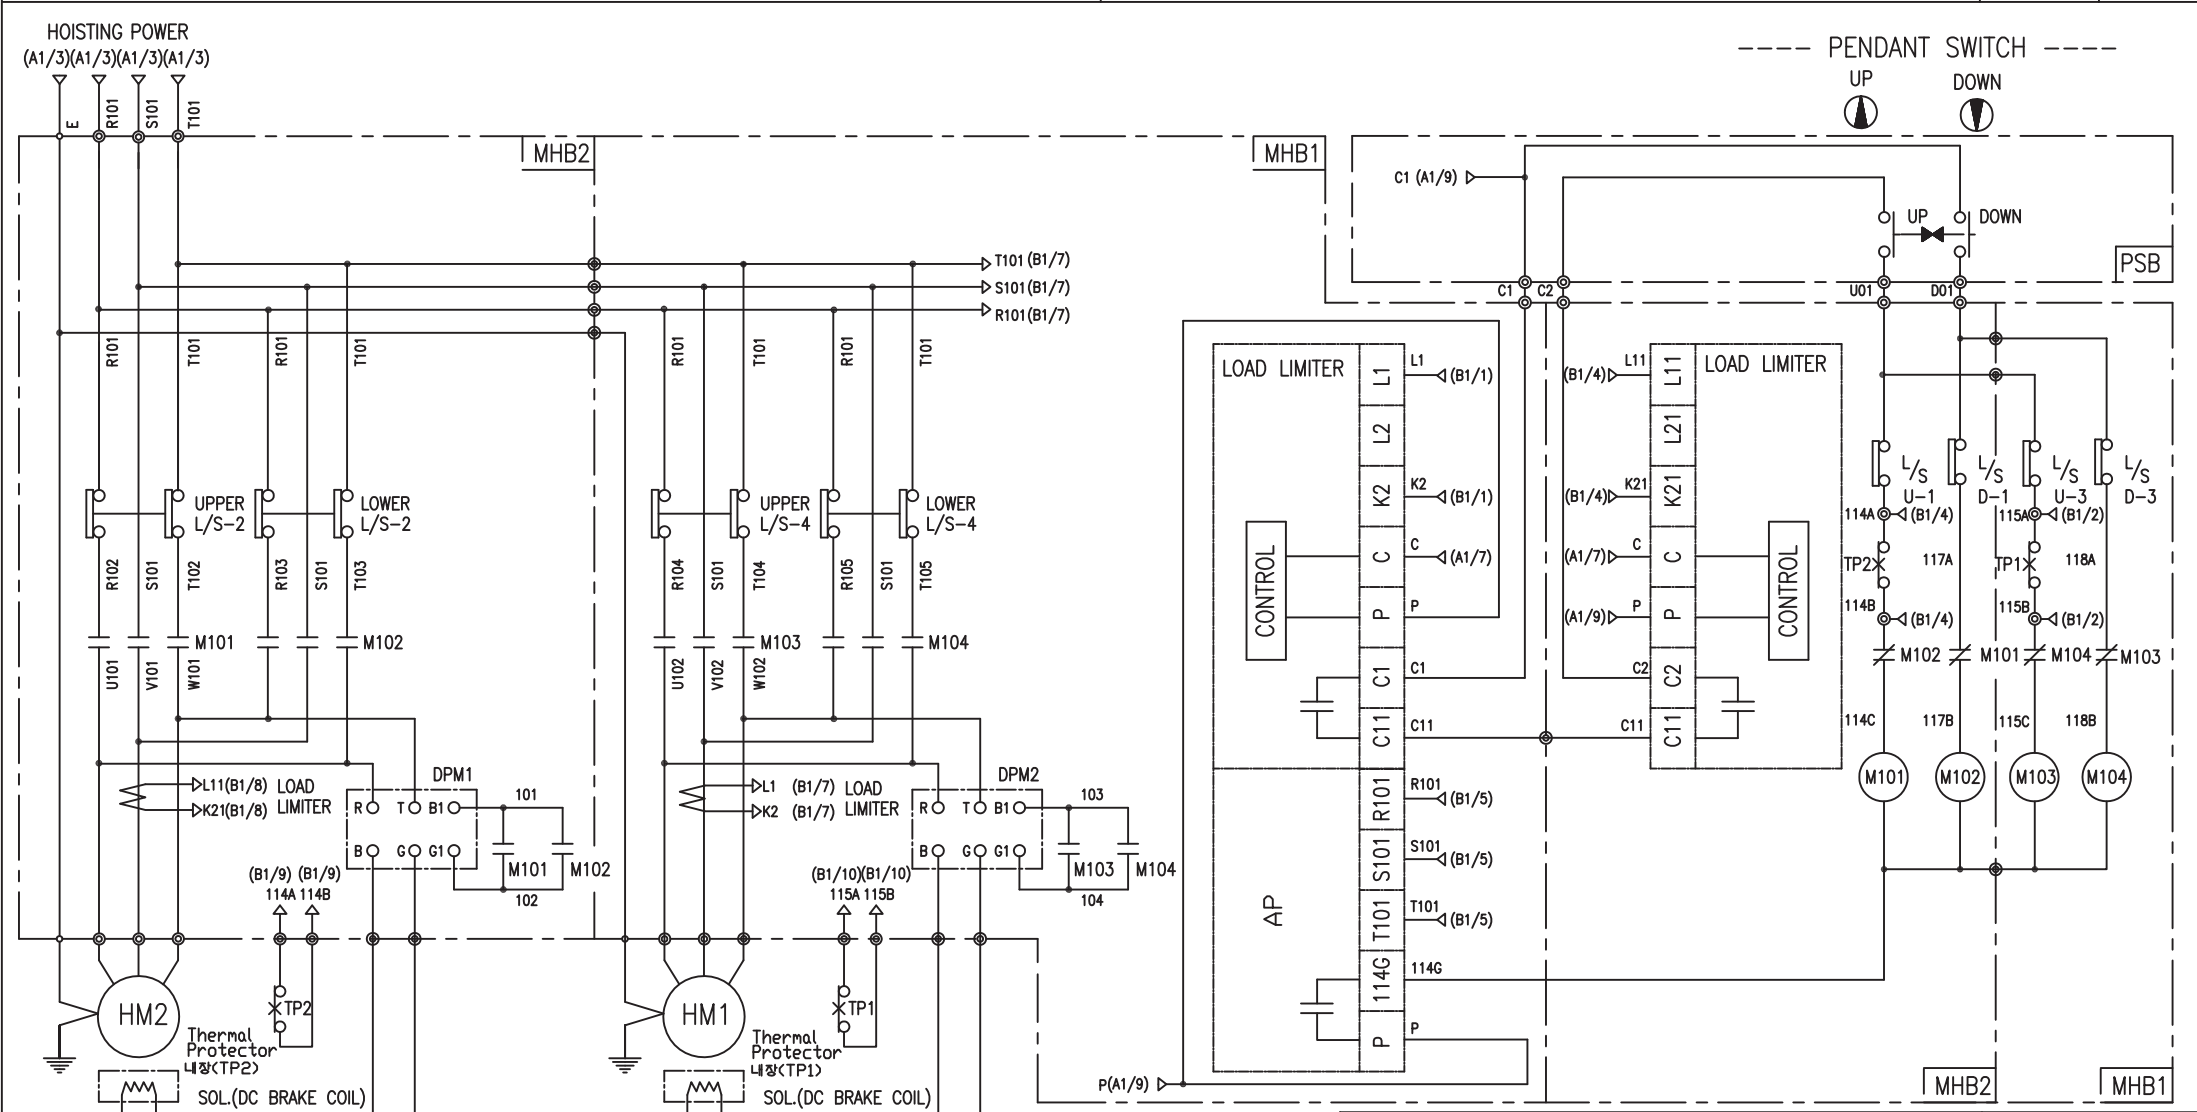 HOISTING POWER
(A1/3)(A1/3)(A1/3)(A1/3)
E
R101
S101
T101
MHB2
MHB1
---- PENDANT SWITCH ----
UP
DOWN
C1 (A1/9)
UP
DOWN
PSB
C1
C2
U01
D01
T101 (B1/7)
S101 (B1/7)
R101 (B1/7)
R101
T101
R101
T101
R101
T101
R101
T101
UPPER
L/S-2
LOWER
L/S-2
UPPER
L/S-4
LOWER
L/S-4
R102
S101
T102
R103
S101
T103
R104
S101
T104
R105
S101
T105
M101
M102
M103
M104
U101
V101
W101
U102
V102
W102
L11(B1/8) LOAD
K21(B1/8) LIMITER
L1 (B1/7) LOAD
K2 (B1/7) LIMITER
DPM1
R
T
B1
B
G
G1
101
M101
M102
102
DPM2
R
T
B1
B
G
G1
103
M103
M104
104
(B1/9) (B1/9)
114A 114B
(B1/10)(B1/10)
115A 115B
HM2
TP2
Thermal
Protector
내장(TP2)
SOL.(DC BRAKE COIL)
HM1
TP1
Thermal
Protector
내장(TP1)
SOL.(DC BRAKE COIL)
P(A1/9)
LOAD LIMITER
CONTROL
AP
L1
L2
K2
C
P
C1
C11
R101
S101
T101
114G
P
L1
(B1/1)
K2
(B1/1)
C
(A1/7)
P
C1
C11
R101
(B1/5)
S101
(B1/5)
T101
(B1/5)
114G
P
LOAD LIMITER
CONTROL
L11
L21
K21
C
P
C2
C11
L11
(B1/4)
K21
(B1/4)
C
(A1/7)
P
(A1/9)
C2
C11
L/S
U-1
L/S
D-1
L/S
U-3
L/S
D-3
114A
(B1/4)
115A
(B1/2)
TP2
117A
TP1
118A
114B
(B1/4)
115B
(B1/2)
M102
M101
M104
M103
114C
117B
115C
118B
M101
M102
M103
M104
MHB2
MHB1